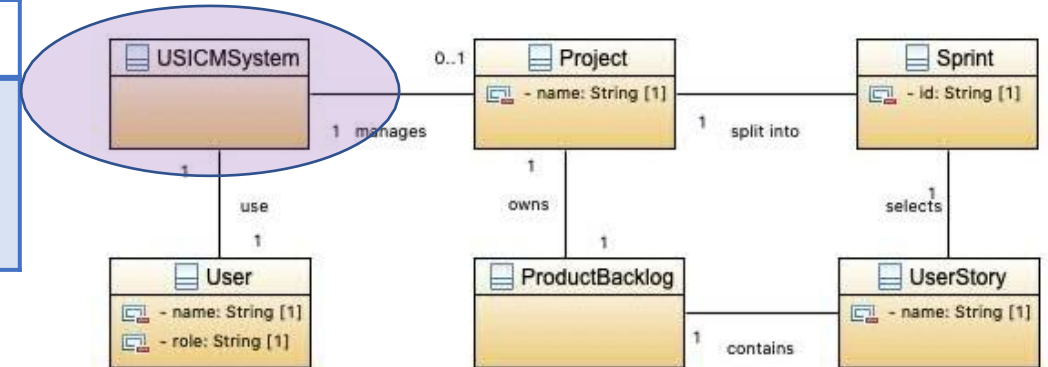 USICMSystem
0..1
Project
- name: String [1]
Sprint
- id: String [1]
1 manages
1
split into
1
use
1
1
owns
1
1
selects
User
- name: String [1]
- role: String [1]
ProductBacklog
UserStory
- name: String [1]
1
contains